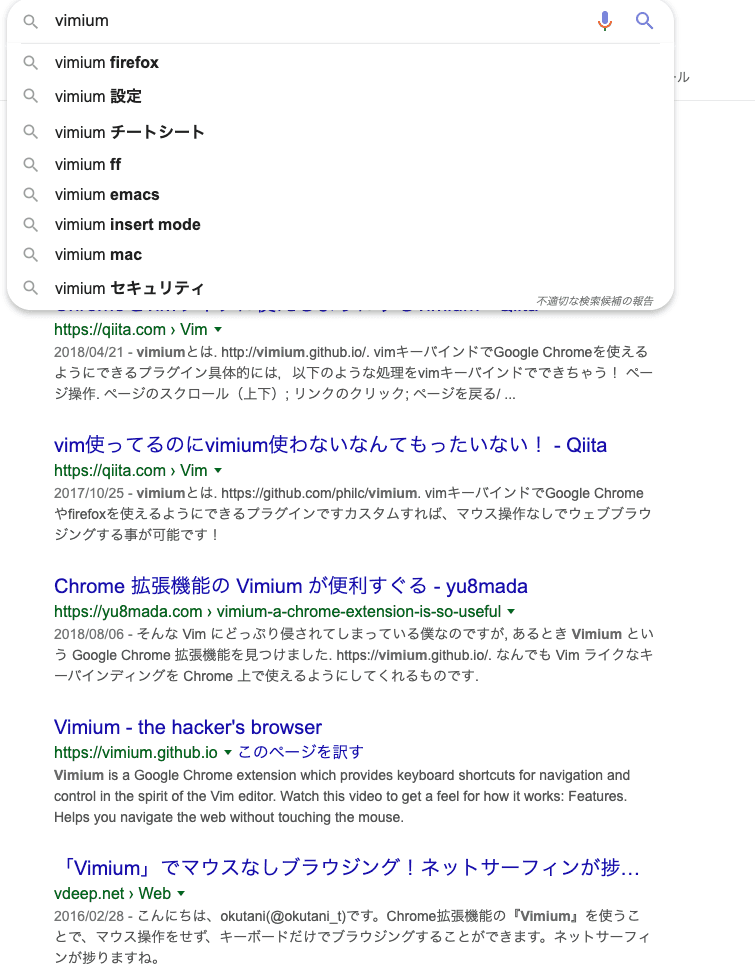 vimium
vimium firefox
ール
vimium 設定
vimium チートシート
vimium ff
vimium emacs
vimium insert mode
vimium mac
vimium セキュリティ
不適切な検索候補の報告
https://qiita.com › Vim
2018/04/21 - vimiumとは. http://vimium.github.io/. vimキーバインドでGoogle Chromeを使える
ようにできるプラグイン具体的には，以下のような処理をvimキーバインドでできちゃう！ ペー
ジ操作. ページのスクロール（上下）; リンクのクリック; ページを戻る/ ...
vim使ってるのにvimium使わないなんてもったいない！ - Qiita
https://qiita.com › Vim
2017/10/25 - vimiumとは. https://github.com/philc/vimium. vimキーバインドでGoogle Chrome
やfirefoxを使えるようにできるプラグインですカスタムすれば、マウス操作なしでウェブブラウ
ジングする事が可能です！
Chrome 拡張機能の Vimium が便利すぐる - yu8mada
https://yu8mada.com › vimium-a-chrome-extension-is-so-useful
2018/08/06 - そんな Vim にどっぷり侵されてしまっている僕なのですが, あるとき Vimium とい
う Google Chrome 拡張機能を見つけました. https://vimium.github.io/. なんでも Vim ライクなキ
ーバインディングを Chrome 上で使えるようにしてくれるものです.
Vimium - the hacker's browser
https://vimium.github.io このページを訳す
Vimium is a Google Chrome extension which provides keyboard shortcuts for navigation and
control in the spirit of the Vim editor. Watch this video to get a feel for how it works: Features.
Helps you navigate the web without touching the mouse.
「Vimium」でマウスなしブラウジング！ネットサーフィンが捗…
vdeep.net › Web
2016/02/28 - こんにちは、okutani(@okutani_t)です。Chrome拡張機能の『Vimium』を使うこ
とで、マウス操作をせず、キーボードだけでブラウジングすることができます。ネットサーフィ
ンが捗りますね。